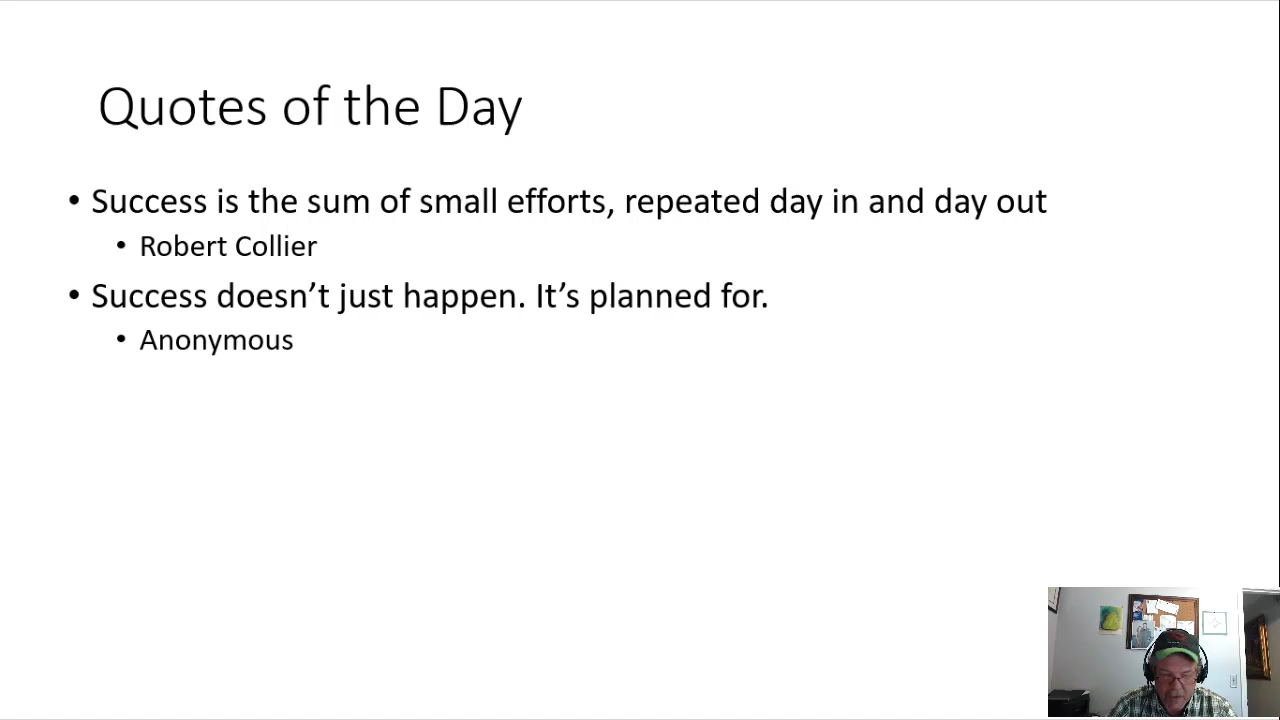 Quotes of the Day
• Success is the sum of small efforts, repeated day in and day out
• Robert Collier
• Success doesn’t just happen. It’s planned for.
• Anonymous